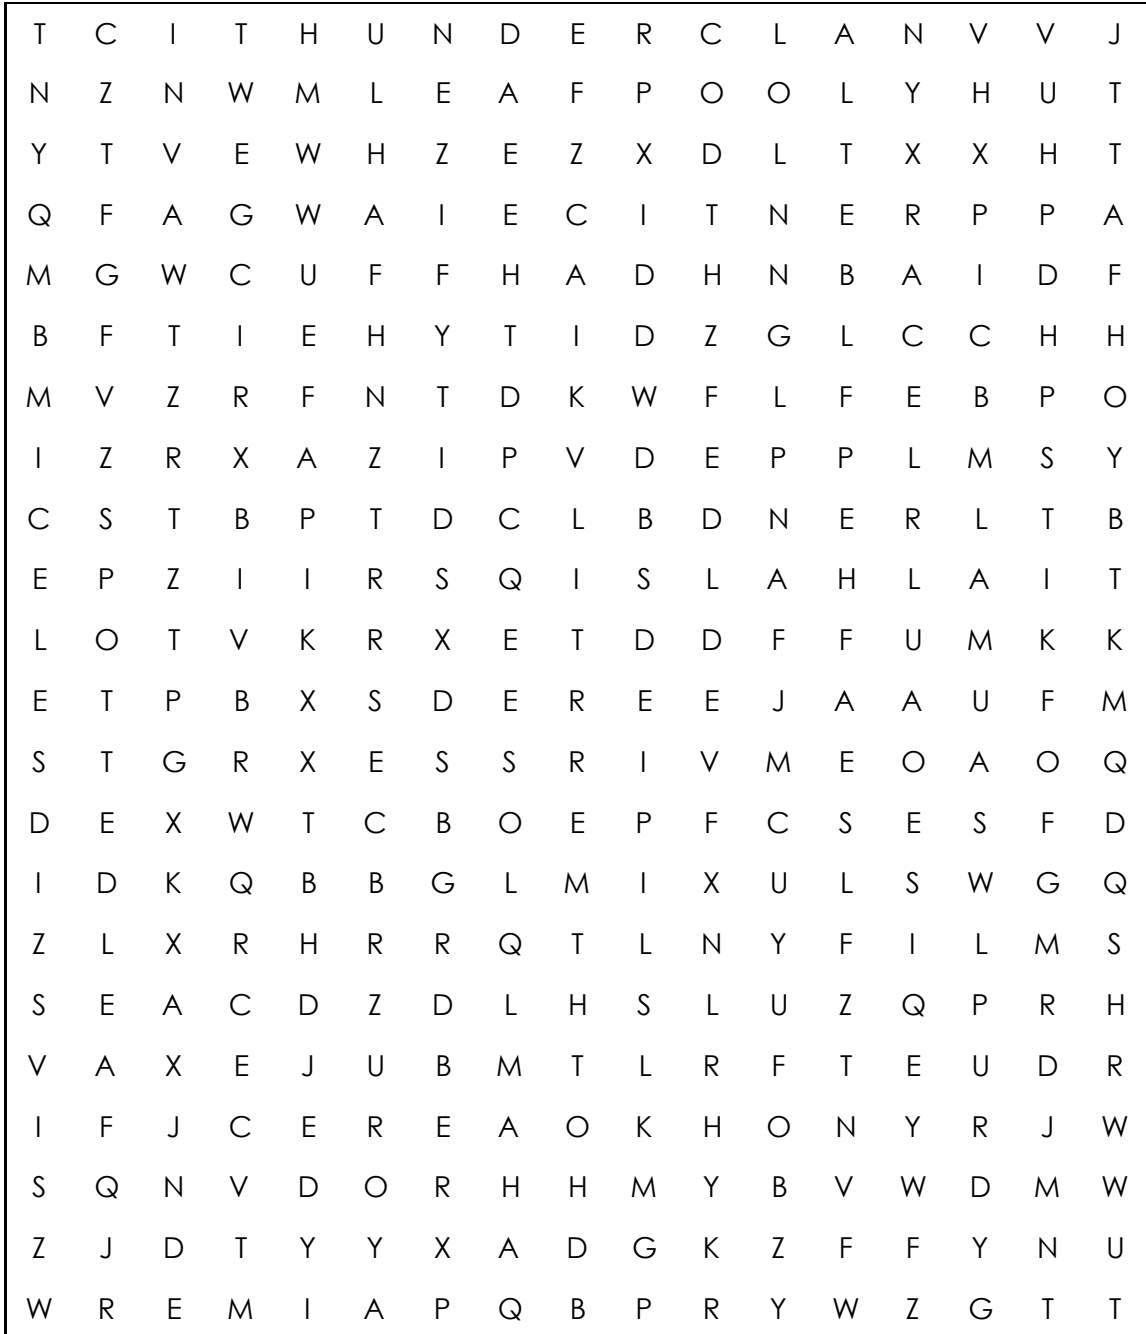 T C I T H U N D E R C L A N V V J
N Z N W M L E A F P O O L Y H U T
Y T V E W H Z E Z X D L T X X H T
Q F A G W A I E C I T N E R P P A
M G W C U F F H A D H N B A I D F
B F T I E H Y T I D Z G L C C H H
M V Z R F N T D K W F L F E B P O
I Z R X A Z I P V D E P P L M S Y
C S T B P T D C L B D N E R L T B
E P Z I I R S Q I S L A H L A I T
L O T V K R X E T D D F F U M K K
E T P B X S D E R E E J A A U F M
S T G R X E S S R I V M E O A O Q
D E X W T C B O E P F C S E S F D
I D K Q B B G L M I X U L S W G Q
Z L X R H R R Q T L N Y F I L M S
S E A C D Z D L H S L U Z Q P R H
V A X E J U B M T L R F T E U D R
I F J C E R E A O K H O N Y R J W
S Q N V D O R H H M Y B V W D M W
Z J D T Y Y X A D G K Z F F Y N U
W R E M I A P Q B P R Y W Z G T T